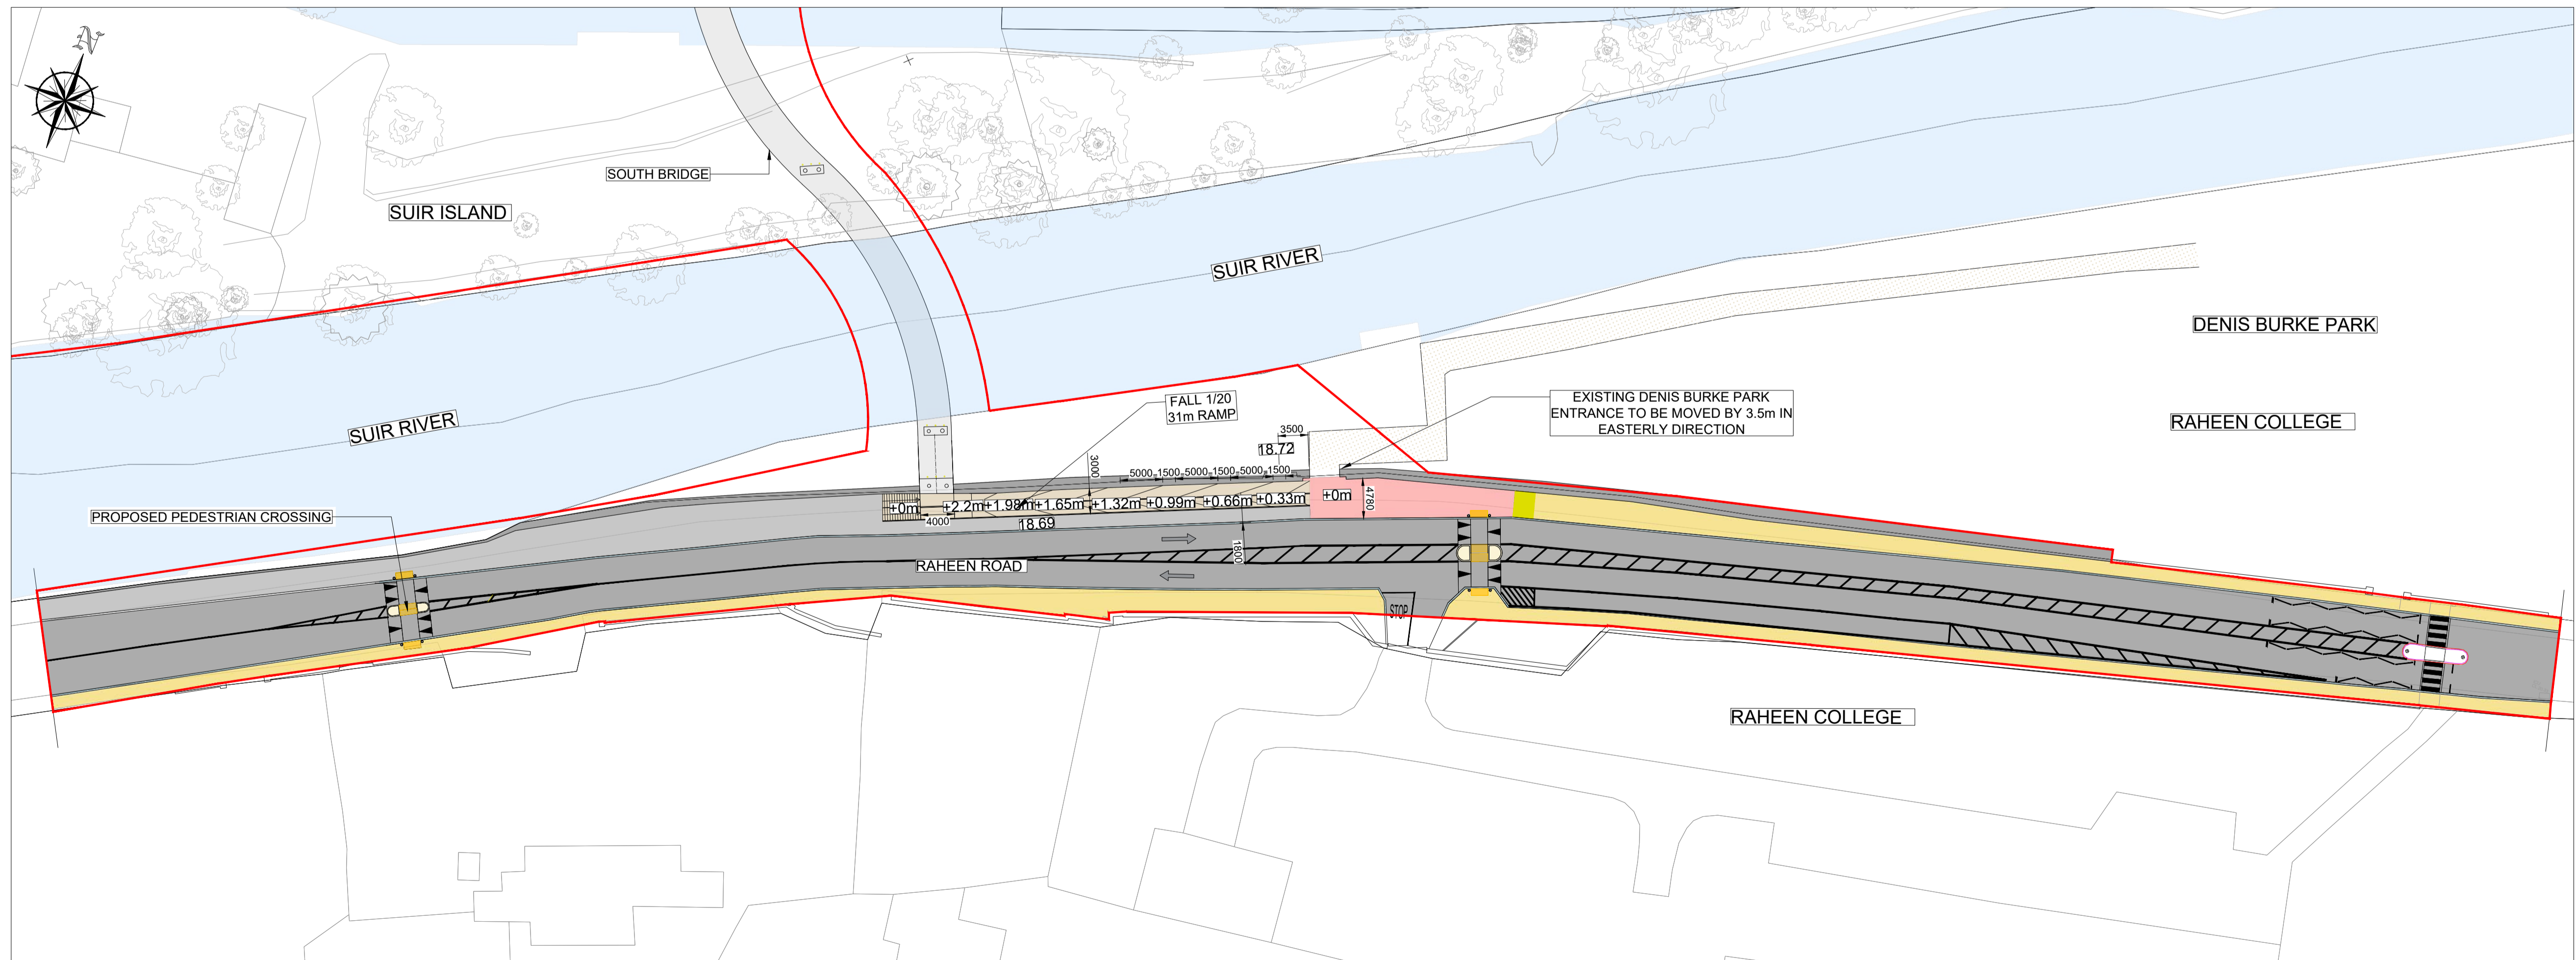 N
SOUTH BRIDGE
SUIR ISLAND
SUIR RIVER
DENIS BURKE PARK
FALL 1/20
31m RAMP
EXISTING DENIS BURKE PARK
ENTRANCE TO BE MOVED BY 3.5m IN
EASTERLY DIRECTION
RAHEEN COLLEGE
SUIR RIVER
3500
18.72
3000
5000
1500
5000
1500
5000
1500
+0m
+2.2m
+1.98m
+1.65m
+1.32m
+0.99m
+0.66m
+0.33m
+0m
4780
PROPOSED PEDESTRIAN CROSSING
4000
18.69
1800
RAHEEN ROAD
STOP
RAHEEN COLLEGE